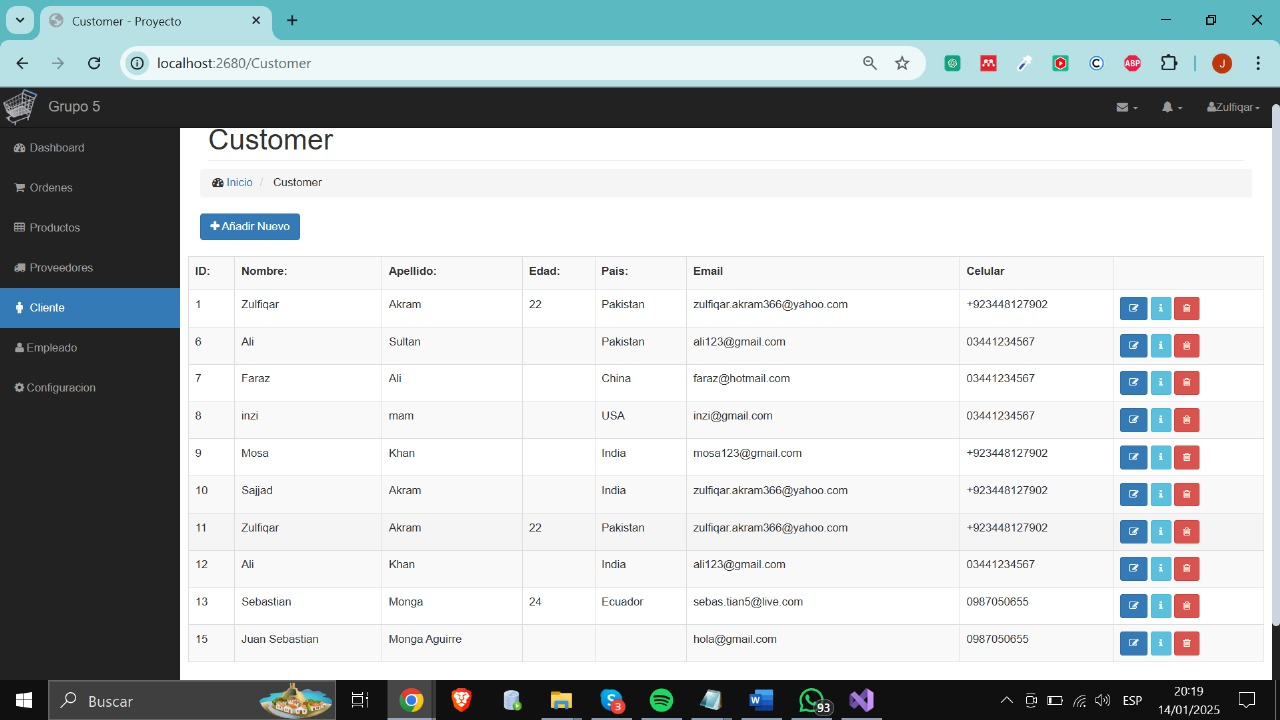 Customer - Proyecto
localhost:2680/Customer
ABP
J
Grupo 5
Zulfiqar
Dashboard
Ordenes
Productos
Proveedores
Cliente
Empleado
Configuracion
Customer
Inicio / Customer
Añadir Nuevo
ID: Nombre: Apellido: Edad: Pais: Email Celular
1 Zulfiqar Akram 22 Pakistan zulfiqar.akram366@yahoo.com +923448127902
6 Ali Sultan Pakistan ali123@gmail.com 03441234567
7 Faraz Ali China faraz@hotmail.com 03441234567
8 inzi mam USA inzi@gmail.com 03441234567
9 Mosa Khan India mosa123@gmail.com +923448127902
10 Sajjad Akram India zulfiqar.akram366@yahoo.com +923448127902
11 Zulfiqar Akram 22 Pakistan zulfiqar.akram366@yahoo.com +923448127902
12 Ali Khan India ali123@gmail.com 03441234567
13 Sebastian Monga 24 Ecuador sebas.tian5@live.com 0987050655
15 Juan Sebastian Monga Aguirre hola@gmail.com 0987050655
Buscar
3
93
ESP
20:19
14/01/2025